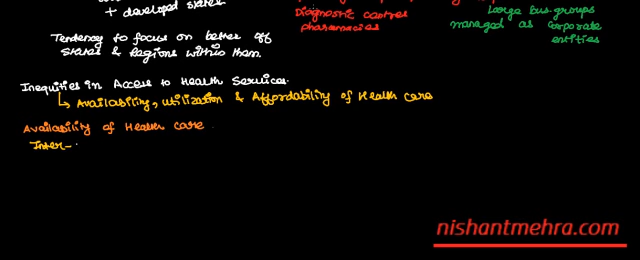 + developed states
Diagnostic centres
pharmacies
Large bus. groups
managed as corporate
entities
Tendency to focus on better off
states & Regions within them.
Inequities in Access to Health Services.
↳ Availability, utilization & Affordability of Health care
Availability of Health care.
Inter-
nishantmehra.com